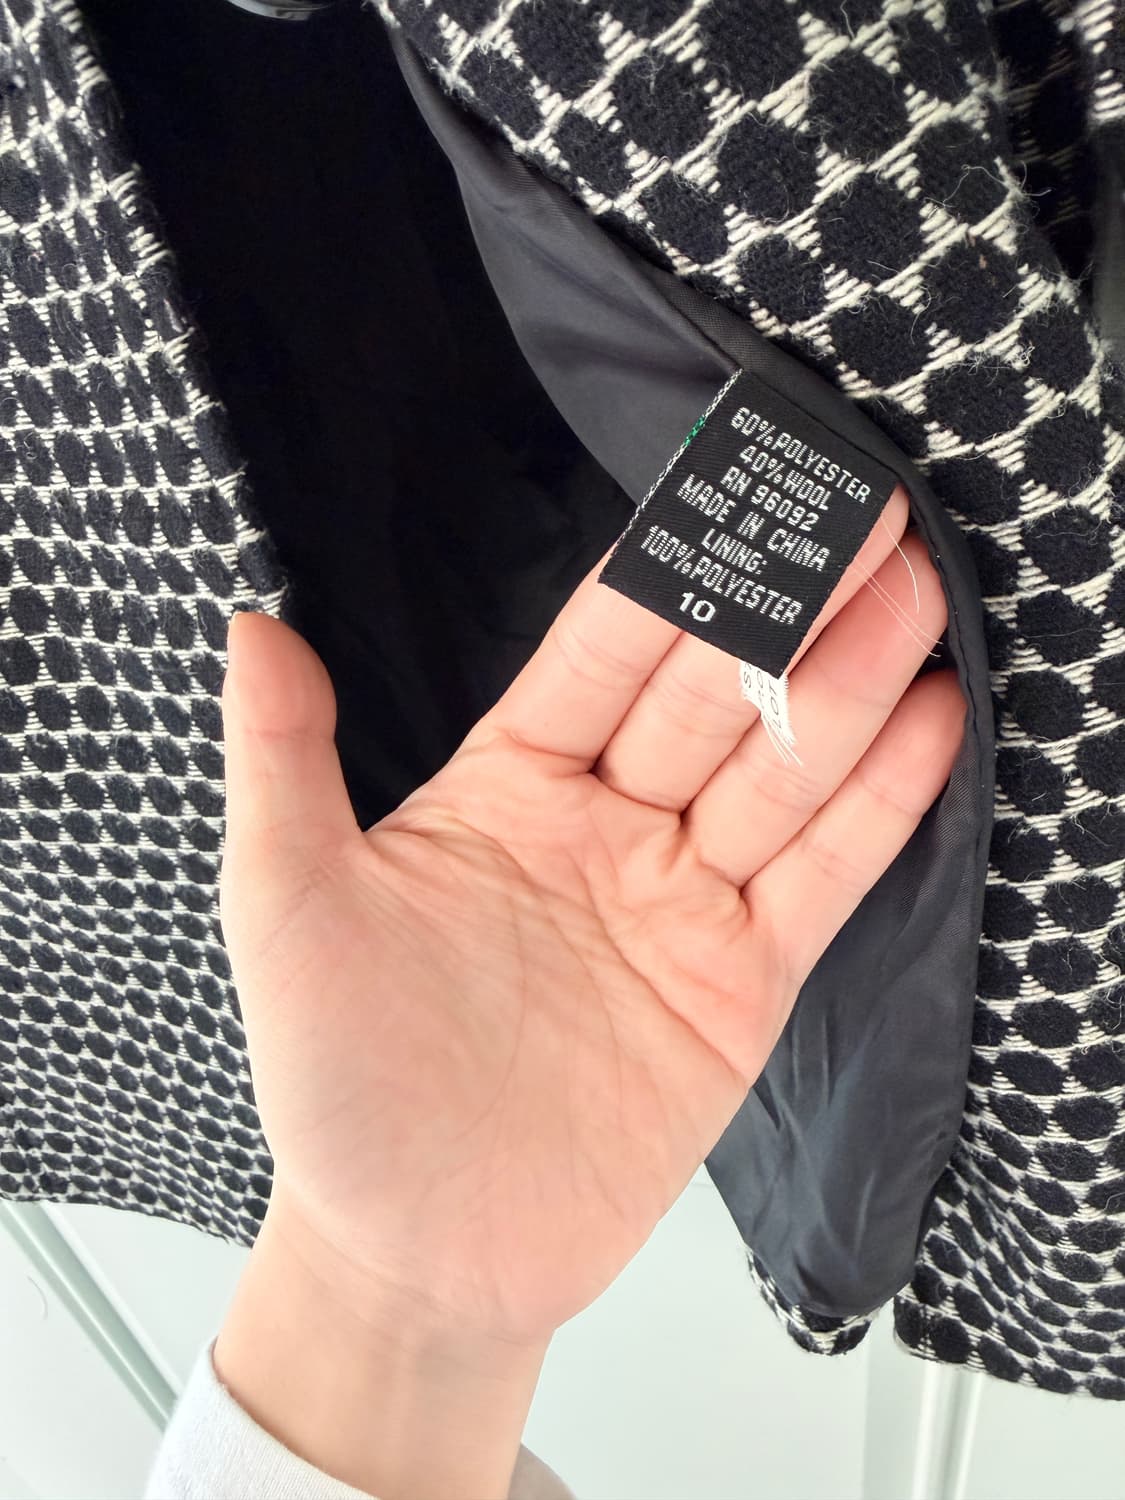 60%POLYESTER
40%WOOL
RN 96092
MADE IN CHINA
LINING:
100%POLYESTER
10